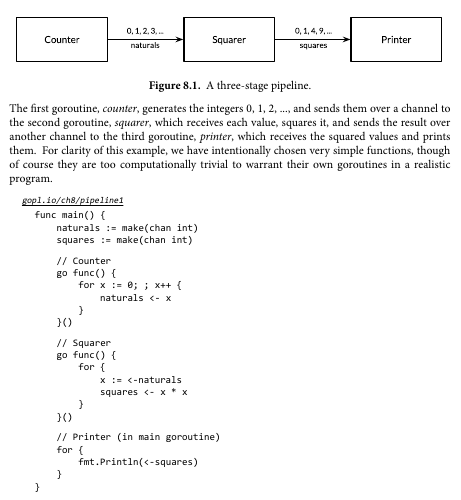 Counter
0, 1, 2, 3, ...
naturals
Squarer
0, 1, 4, 9, ...
squares
Printer
Figure 8.1. A three-stage pipeline.
The first goroutine, counter, generates the integers 0, 1, 2, ..., and sends them over a channel to
the second goroutine, squarer, which receives each value, squares it, and sends the result over
another channel to the third goroutine, printer, which receives the squared values and prints
them. For clarity of this example, we have intentionally chosen very simple functions, though
of course they are too computationally trivial to warrant their own goroutines in a realistic
program.
gopl.io/ch8/pipeline1
func main() {
    naturals := make(chan int)
    squares := make(chan int)
    // Counter
    go func() {
        for x := 0; ; x++ {
            naturals <- x
        }
    }()
    // Squarer
    go func() {
        for {
            x := <-naturals
            squares <- x * x
        }
    }()
    // Printer (in main goroutine)
    for {
        fmt.Println(<-squares)
    }
}